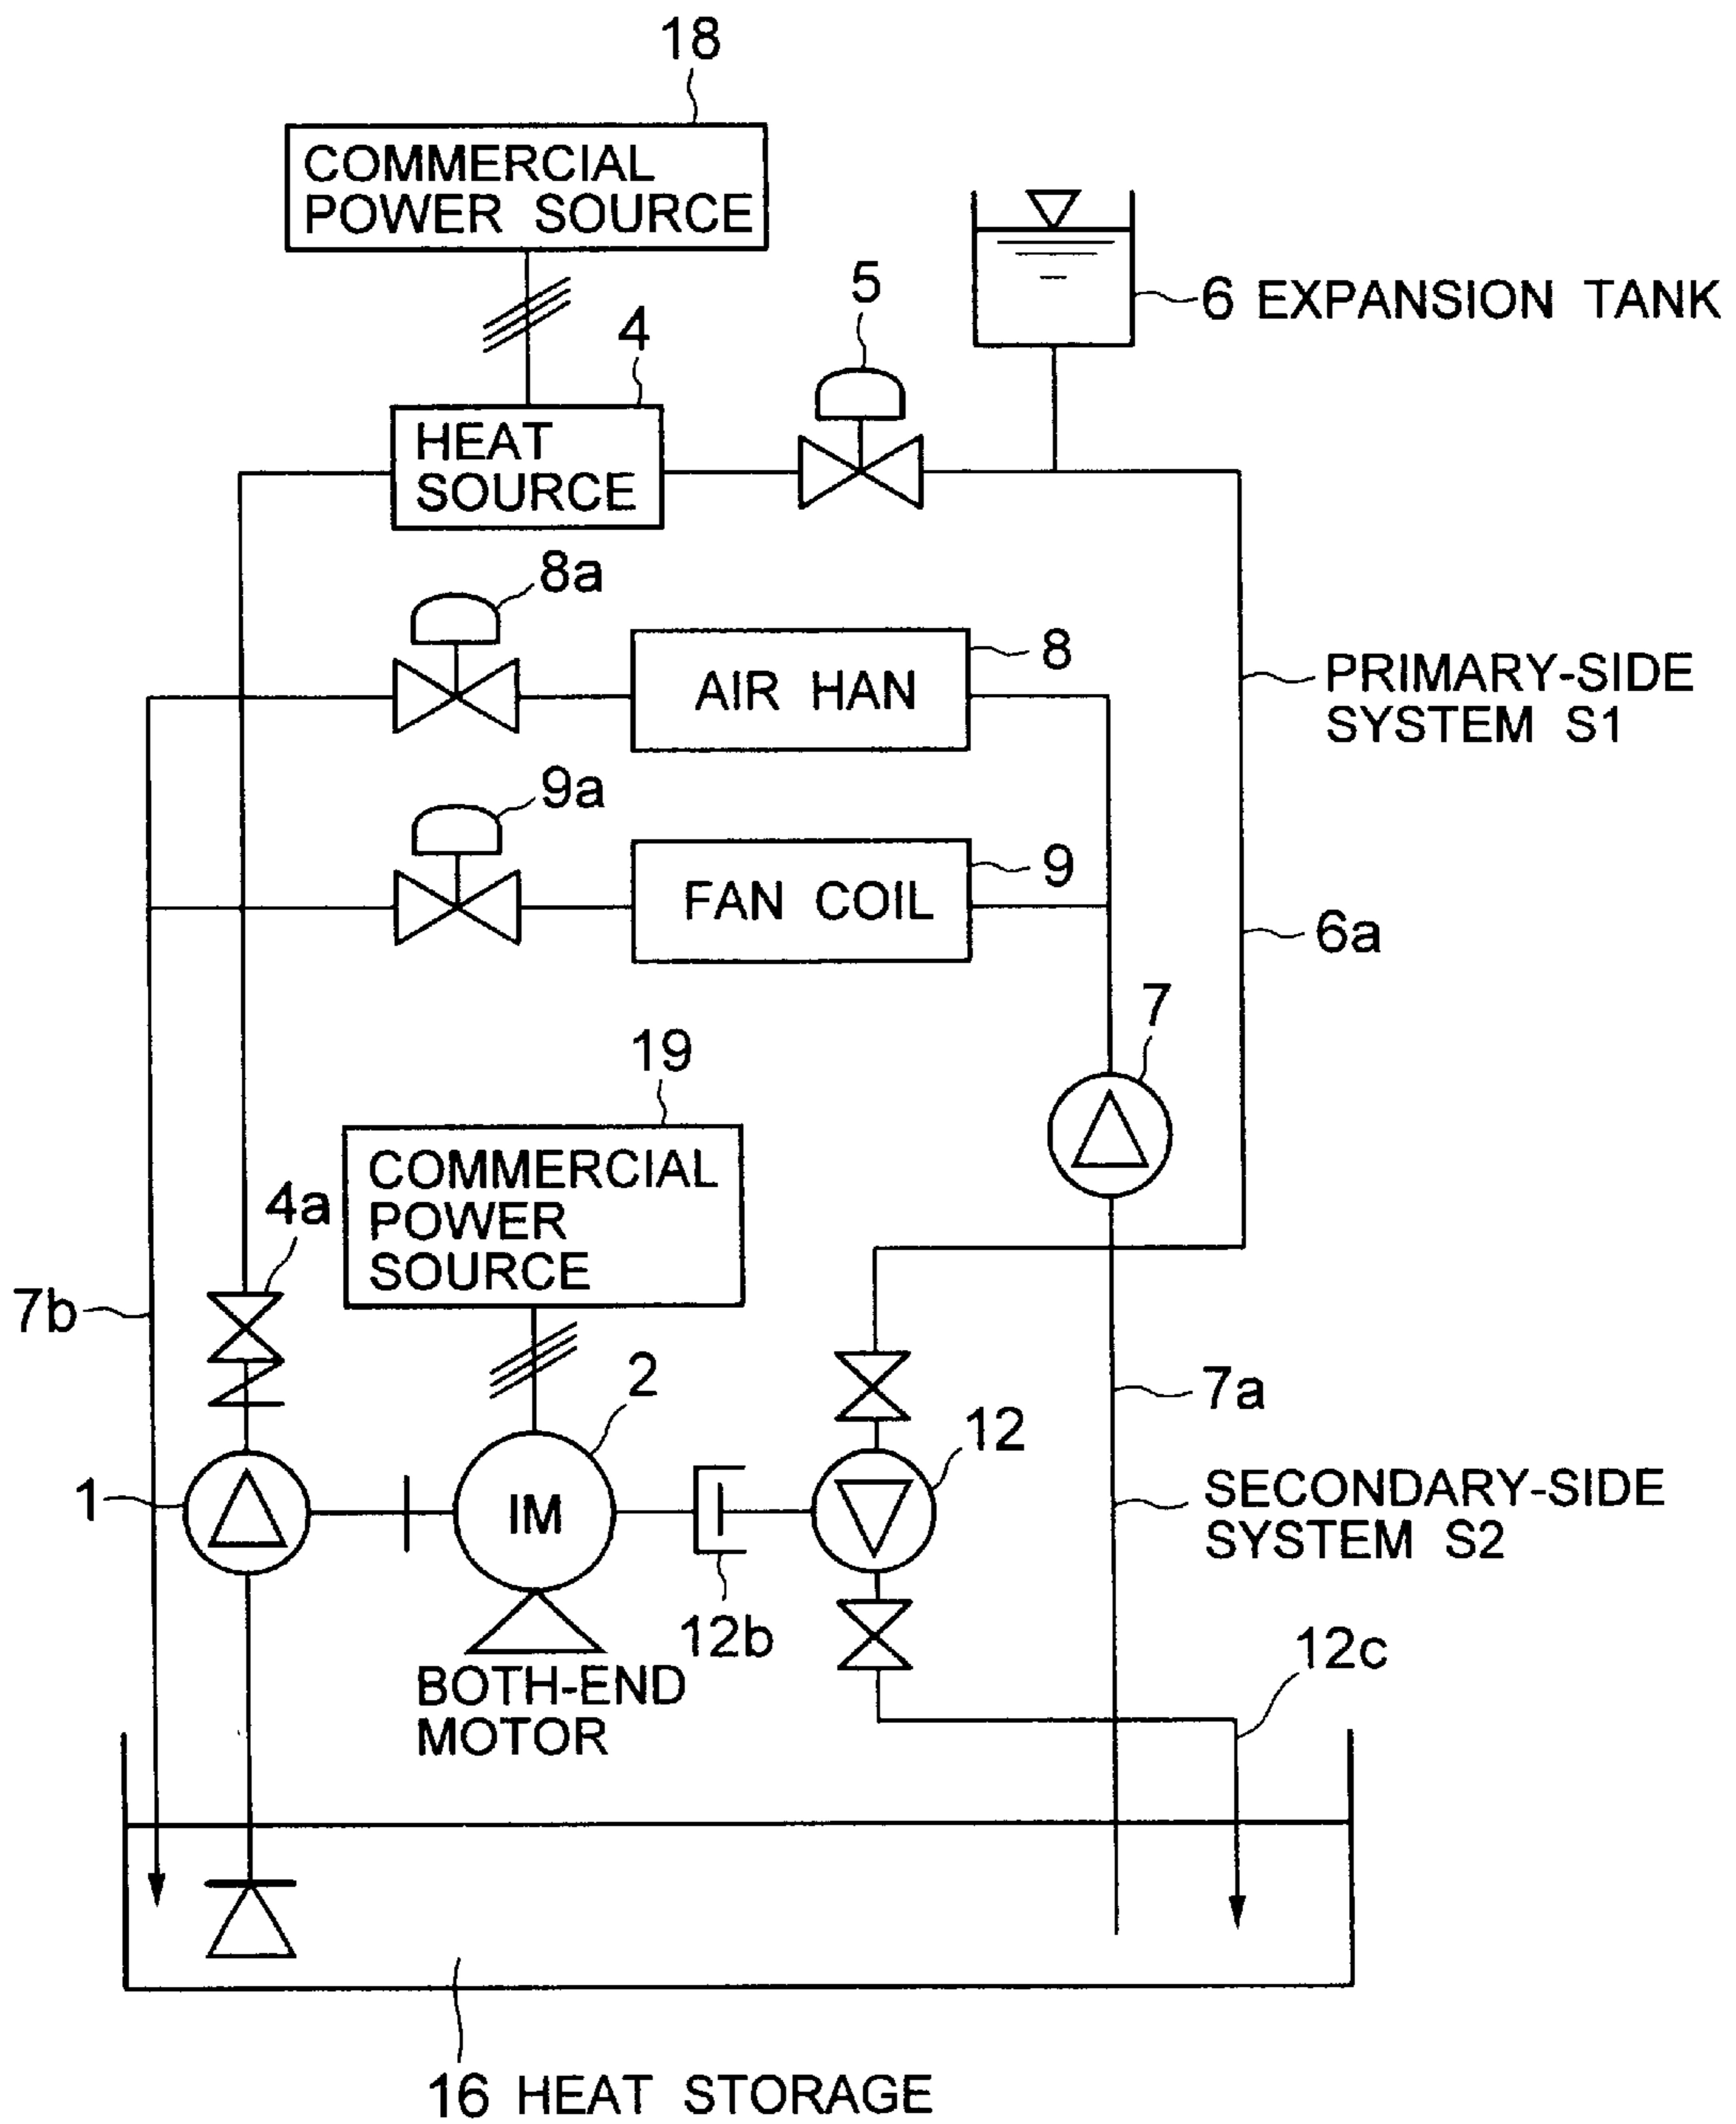 18
COMMERCIAL
POWER SOURCE
5
6 EXPANSION TANK
4
HEAT
SOURCE
8a
8
AIR HAN
PRIMARY-SIDE
SYSTEM S1
9a
9
FAN COIL
6a
7
19
COMMERCIAL
POWER
SOURCE
4a
7b
2
7a
12
1
IM
SECONDARY-SIDE
SYSTEM S2
12b
12c
BOTH-END
MOTOR
16 HEAT STORAGE